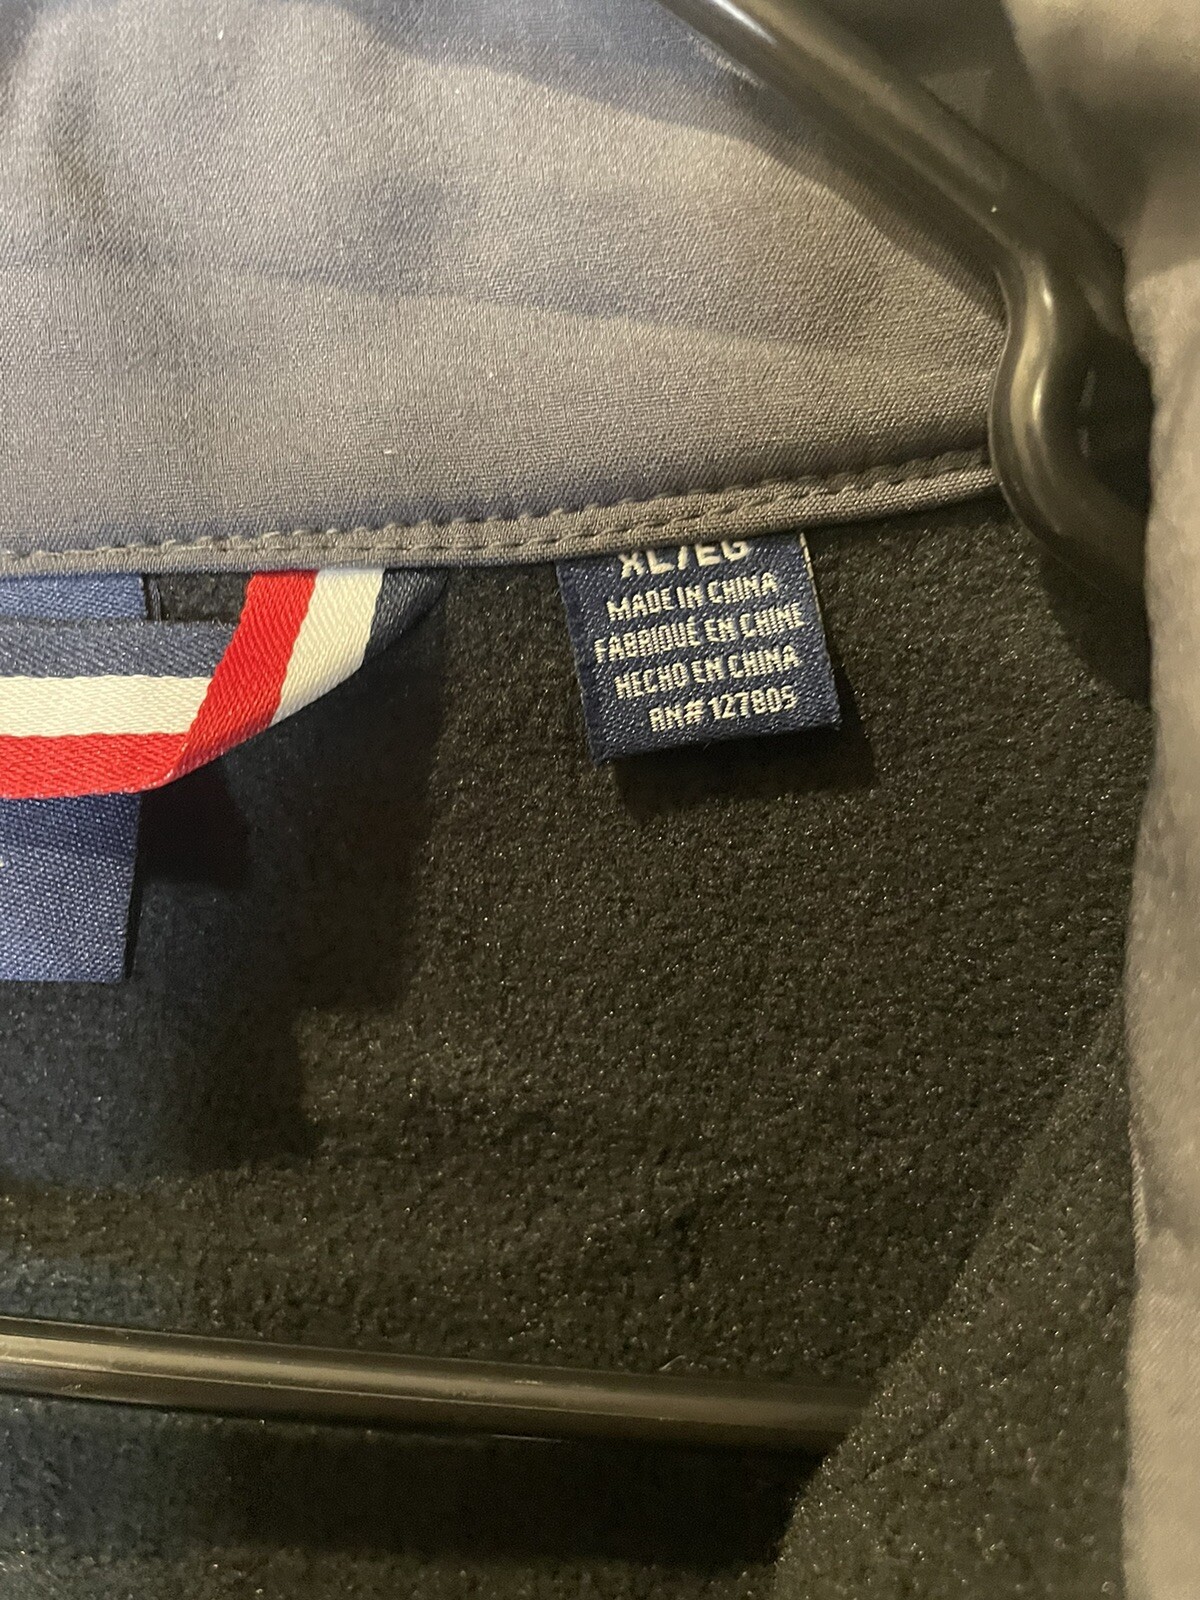 XL/EG
MADE IN CHINA
FABRIQUÉ EN CHINE
HECHO EN CHINA
RN# 127805